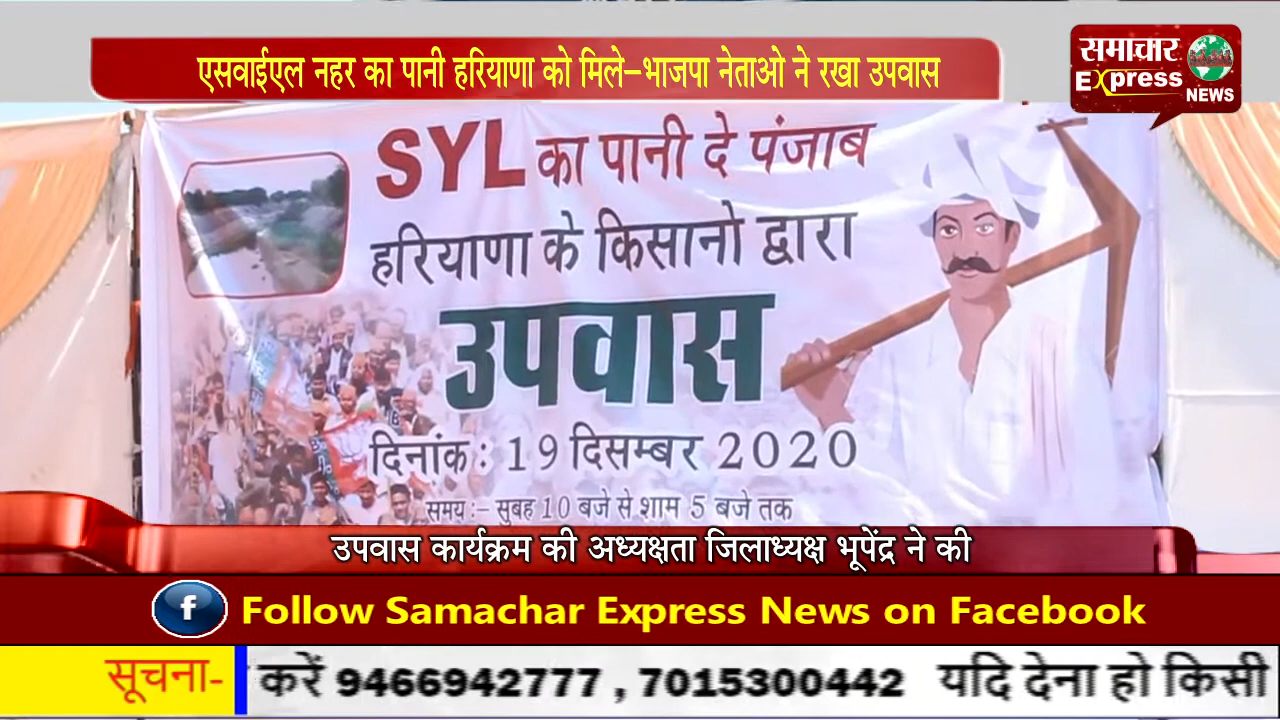 एसवाईएल नहर का पानी हरियाणा को मिले–भाजपा नेताओ ने रखा उपवास
समाचार
Express
NEWS
SYL का पानी दे पंजाब
हरियाणा के किसानो द्वारा
उपवास
दिनांक : 19 दिसम्बर 2020
समय :– सुबह 10 बजे से शाम 5 बजे तक
उपवास कार्यक्रम की अध्यक्षता जिलाध्यक्ष भूपेंद्र ने की
f Follow Samachar Express News on Facebook
सूचना- करें 9466942777 , 7015300442 यदि देना हो किसी